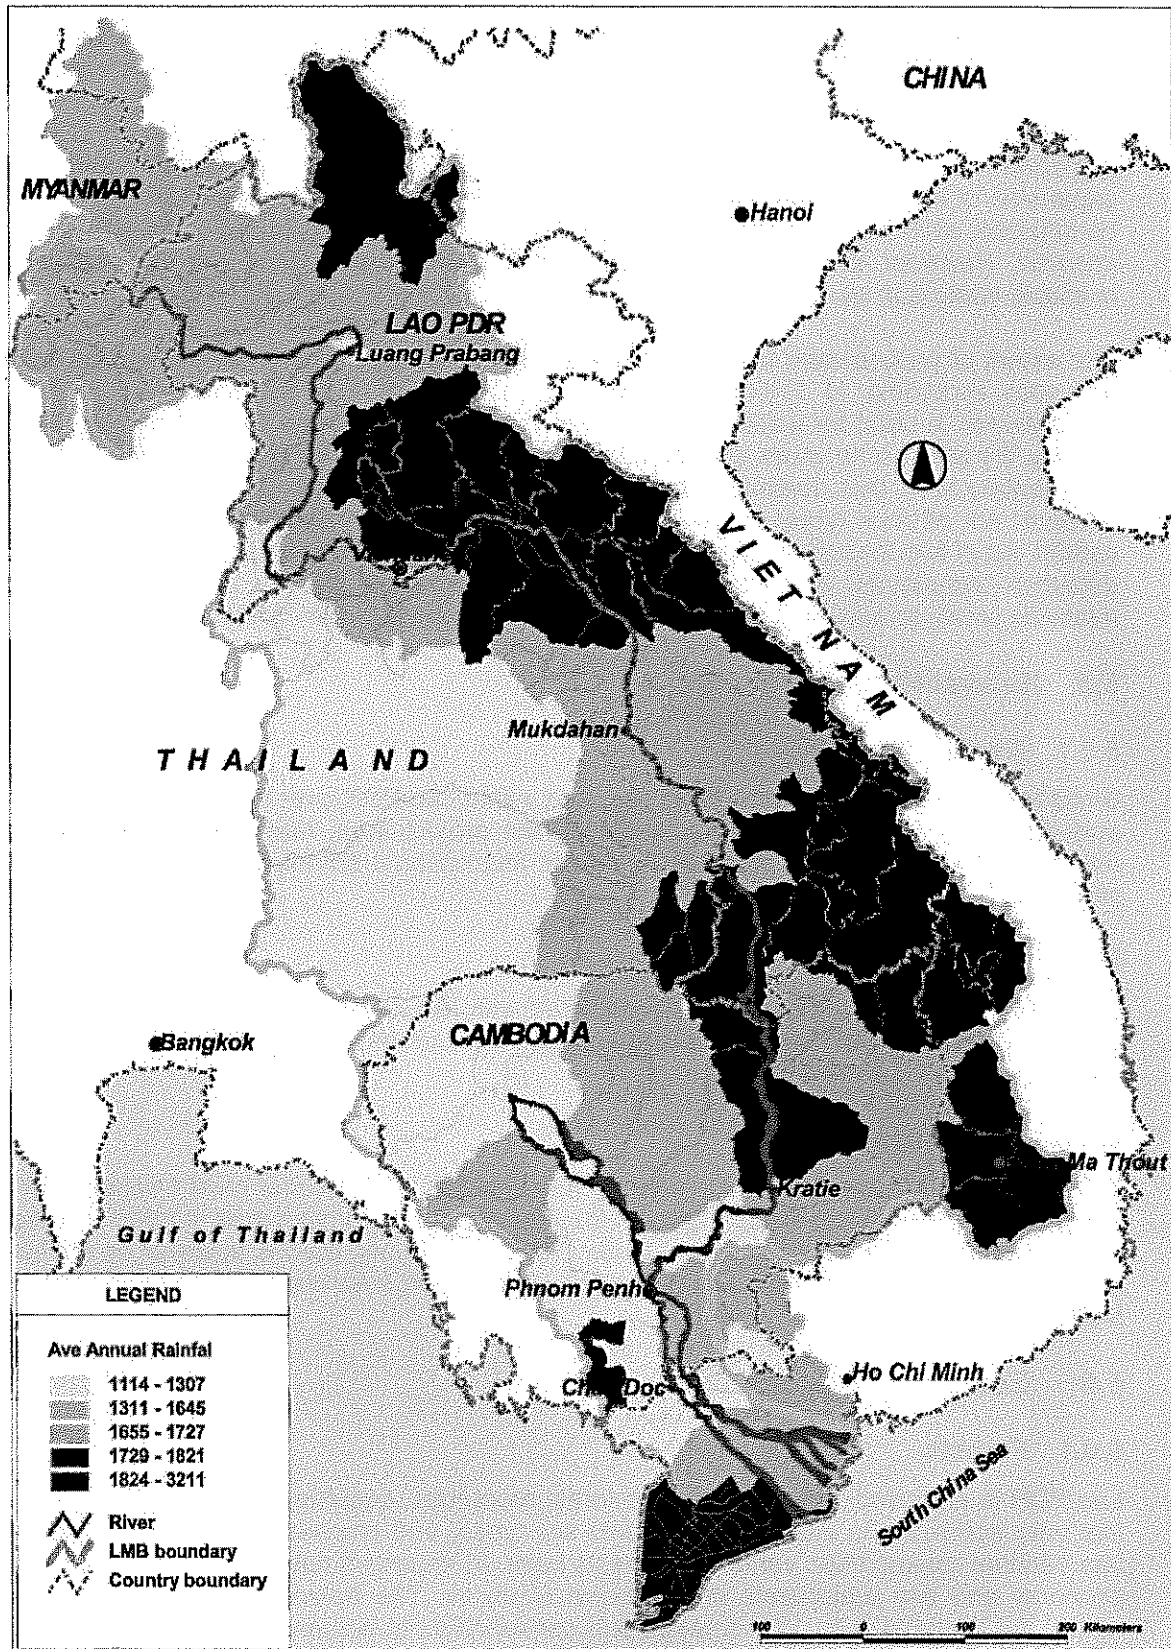 CHINA
MYANMAR
Hanoi
LAO PDR
Luang Prabang
VIET NAM
Mukdahan
THAILAND
CAMBODIA
Bangkok
Ma Thout
Kratie
Gulf of Thailand
Phnom Penh
Ho Chi Minh
Doc
South China Sea
LEGEND
Ave Annual Rainfal
1114 - 1307
1311 - 1645
1655 - 1727
1729 - 1821
1824 - 3211
River
LMB boundary
Country boundary
100 0 100 200 Kilometers